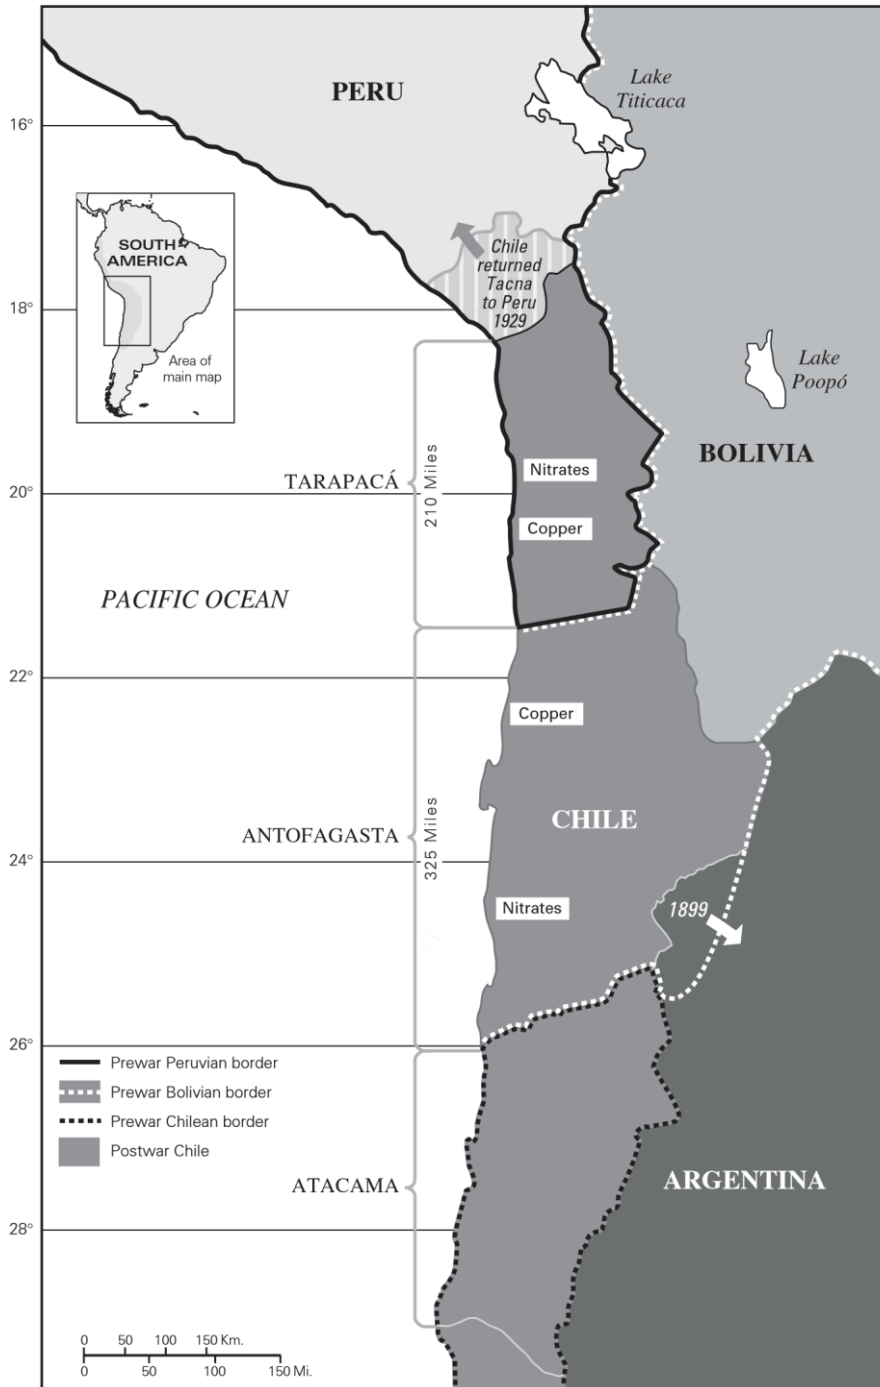 PERU
Lake
Titicaca
16°
SOUTH
AMERICA
Area of
main map
Chile
returned
Tacna
to Peru
1929
18°
Lake
Poopó
BOLIVIA
TARAPACÁ
210 Miles
Nitrates
20°
Copper
PACIFIC OCEAN
22°
Copper
ANTOFAGASTA
325 Miles
CHILE
24°
Nitrates
1899
26°
Prewar Peruvian border
Prewar Bolivian border
Prewar Chilean border
Postwar Chile
ATACAMA
ARGENTINA
28°
0 50 100 150 Km.
0 50 100 150 Mi.